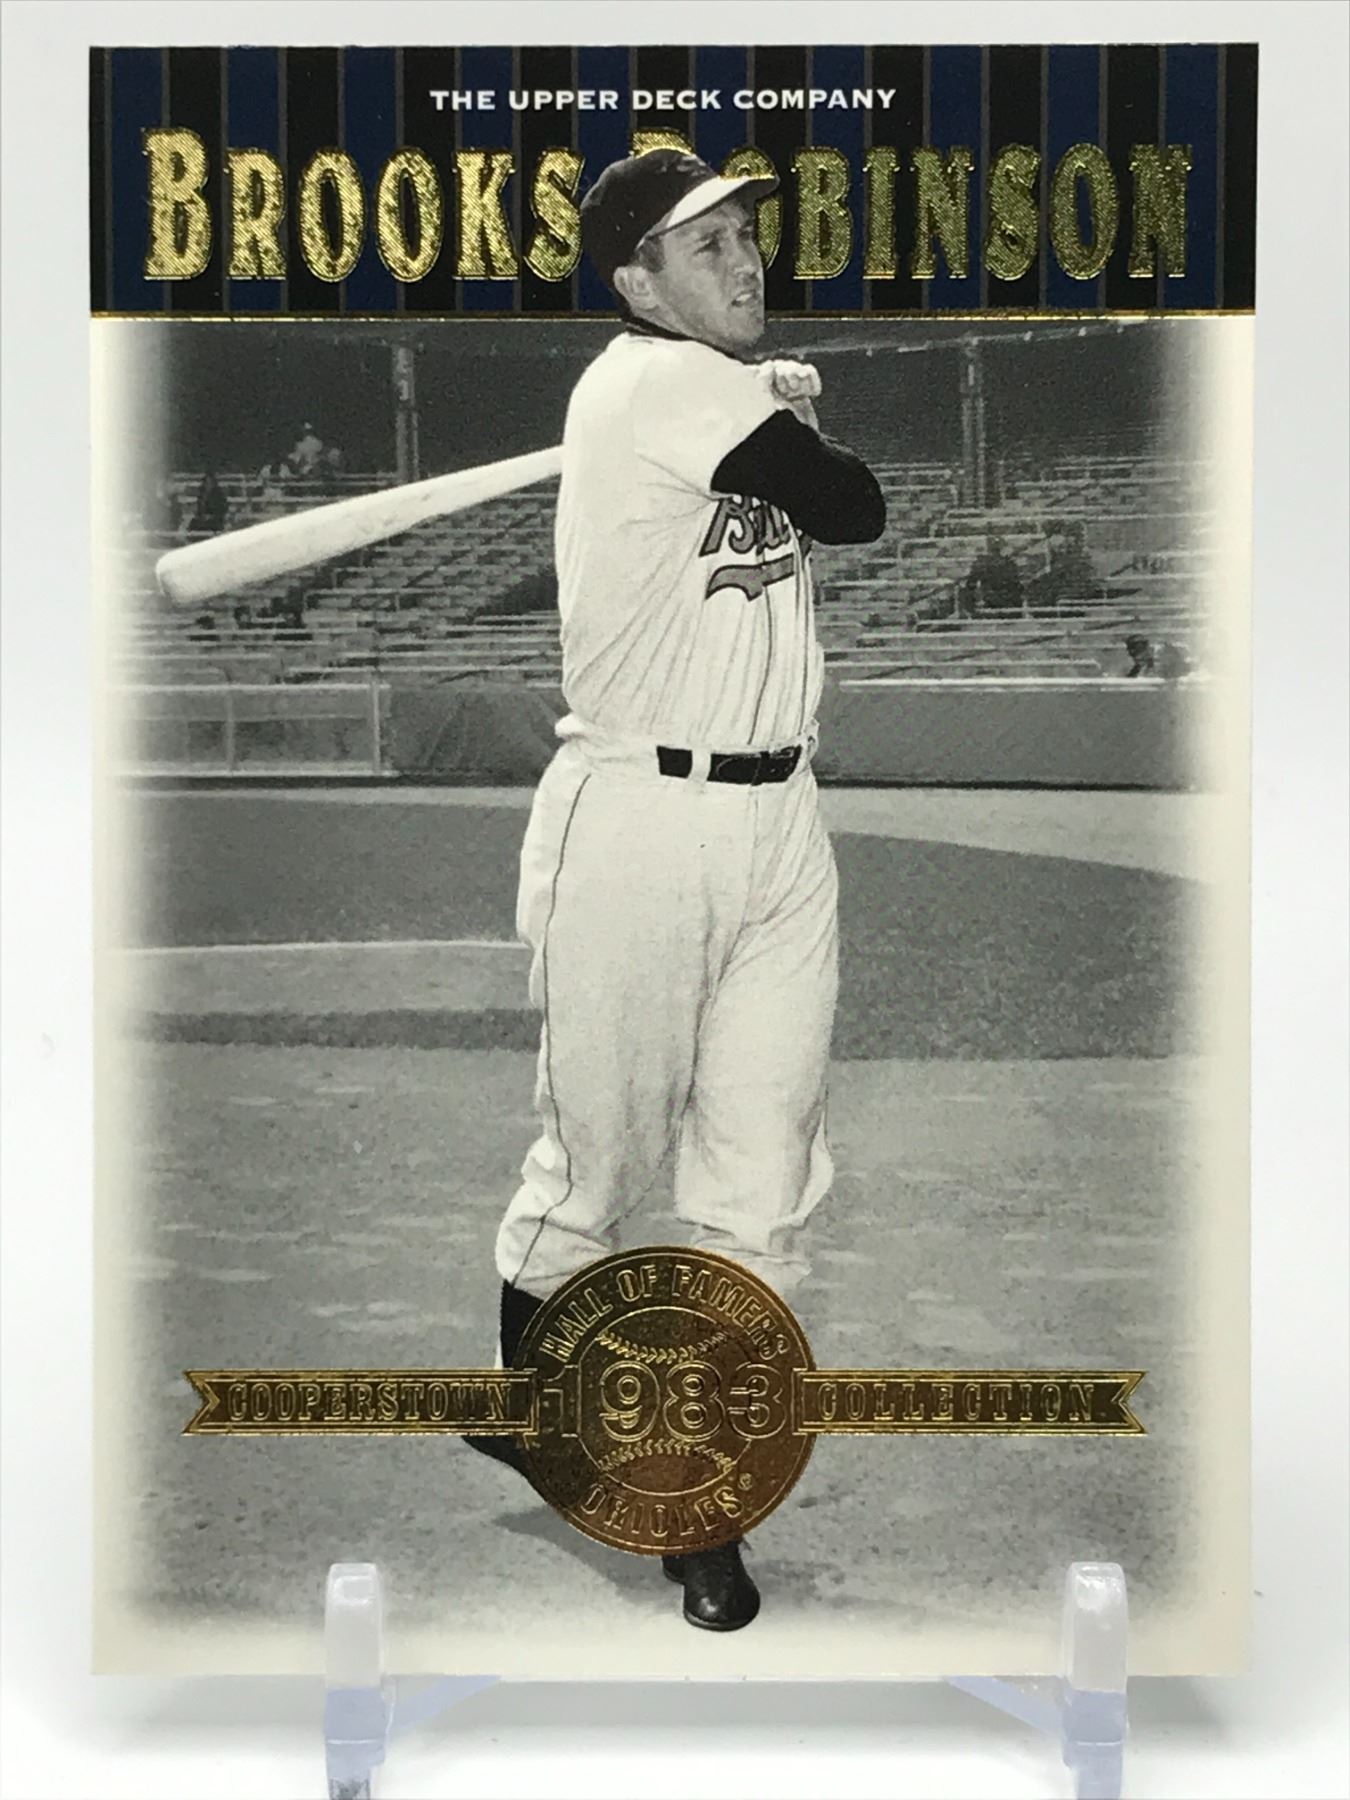 THE UPPER DECK COMPANY
BROOKS ROBINSON
HALL OF FAMERS
COOPERSTOWN 1983 COLLECTION
ORIOLES®